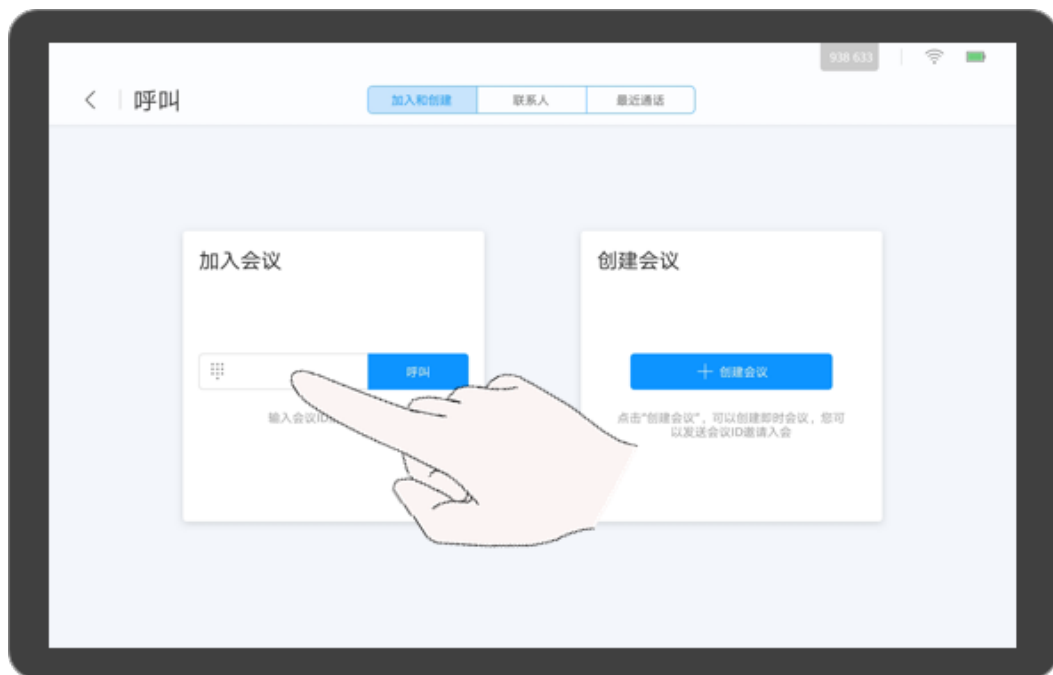 938 633
呼叫
加入和创建
联系人
最近通话
加入会议
呼叫
输入会议ID
创建会议
创建会议
点击“创建会议”，可以创建即时会议，您可
以发送会议ID邀请入会